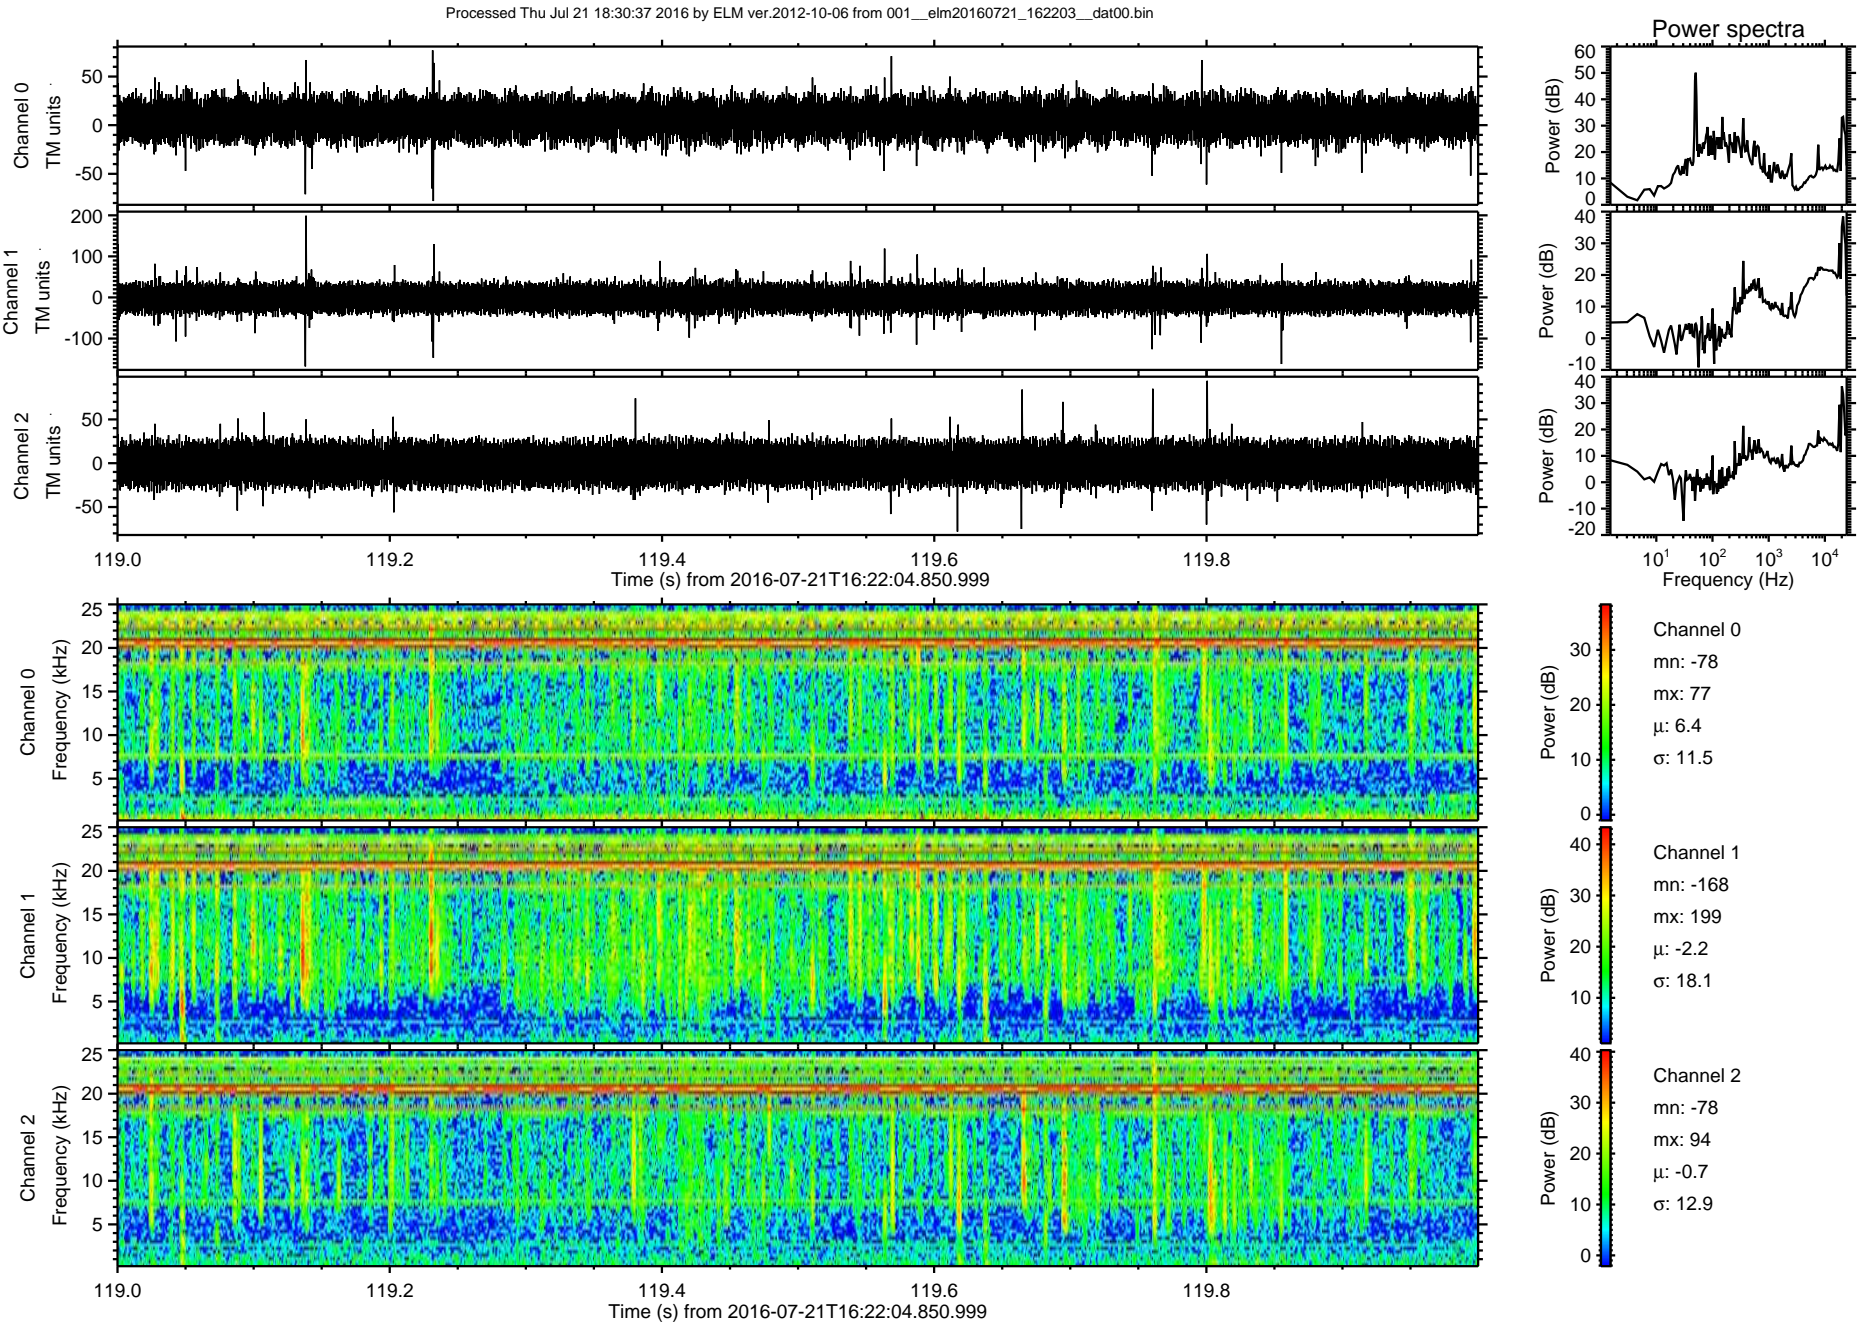 Processed Thu Jul 21 18:30:37 2016 by ELM ver.2012-10-06 from 001__elm20160721_162203__dat00.bin
Power spectra
Channel 0
TM units
50
0
-50
Power (dB)
60
50
40
30
20
10
0
Channel 1
TM units
200
100
0
-100
Power (dB)
40
30
20
10
0
-10
Channel 2
TM units
50
0
-50
Power (dB)
40
30
20
10
0
-10
-20
119.0 119.2 119.4 119.6 119.8
Time (s) from 2016-07-21T16:22:04.850.999
10¹ 10² 10³ 10⁴
Frequency (Hz)
Channel 0
Frequency (kHz)
25
20
15
10
5
Power (dB)
30
20
10
0
Channel 0
mn: -78
mx: 77
μ: 6.4
σ: 11.5
Channel 1
Frequency (kHz)
25
20
15
10
5
Power (dB)
40
30
20
10
Channel 1
mn: -168
mx: 199
μ: -2.2
σ: 18.1
Channel 2
Frequency (kHz)
25
20
15
10
5
Power (dB)
40
30
20
10
0
Channel 2
mn: -78
mx: 94
μ: -0.7
σ: 12.9
119.0 119.2 119.4 119.6 119.8
Time (s) from 2016-07-21T16:22:04.850.999